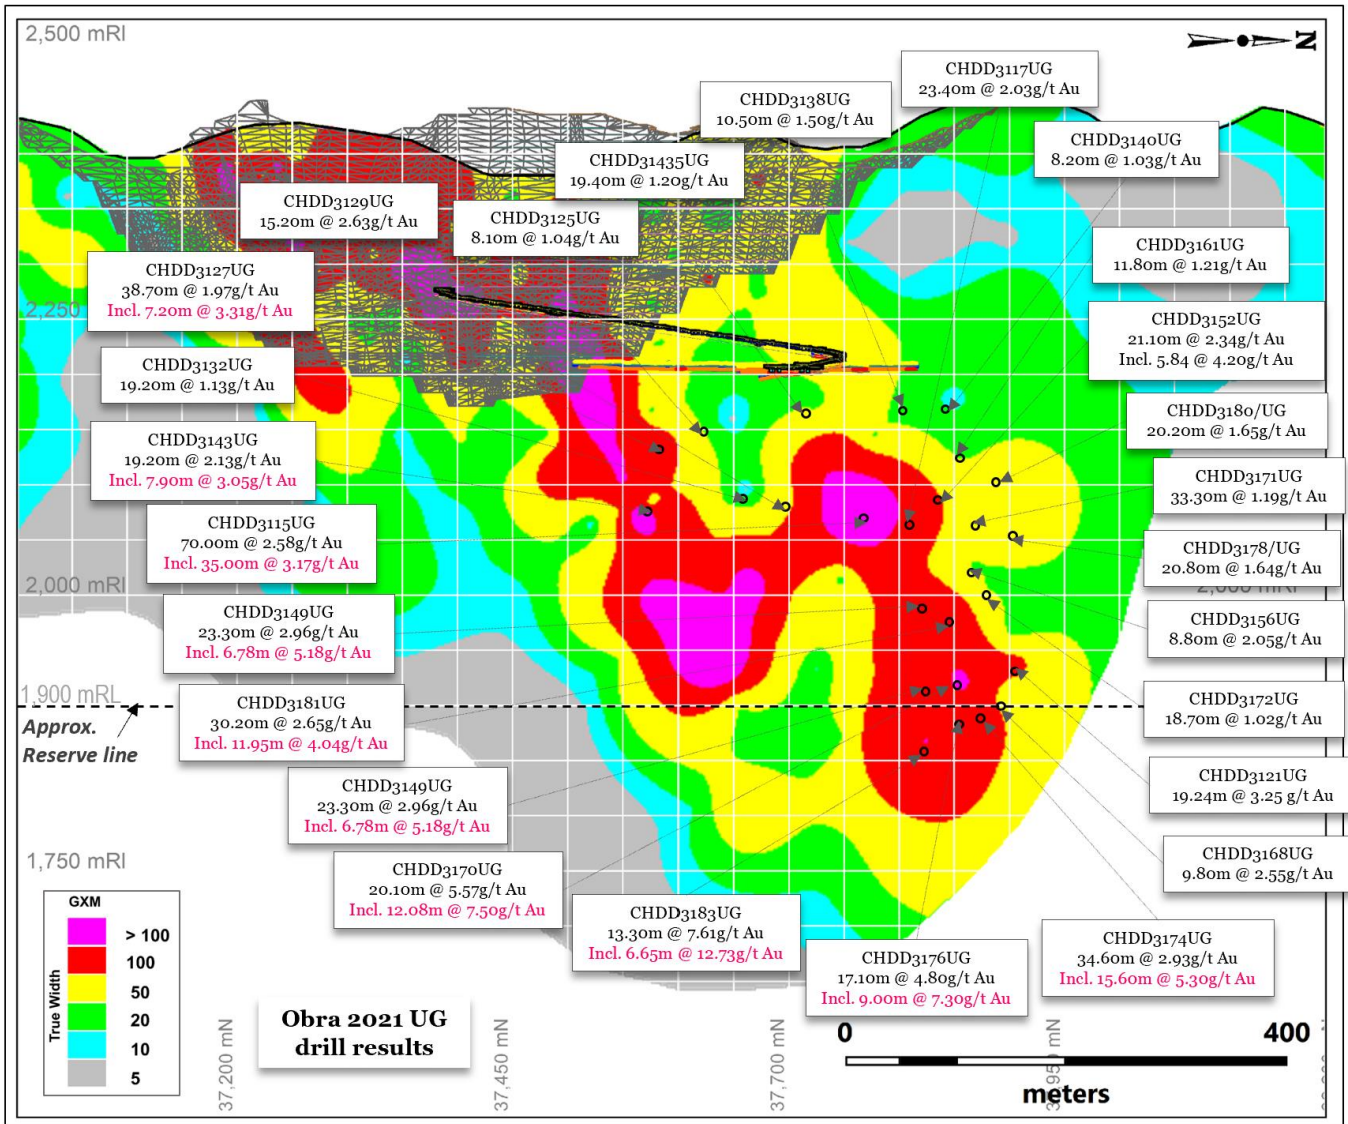 2,500 mRl
N
CHDD3117UG
23.40m @ 2.03g/t Au
CHDD3138UG
10.50m @ 1.50g/t Au
CHDD3140UG
8.20m @ 1.03g/t Au
CHDD31435UG
19.40m @ 1.20g/t Au
CHDD3129UG
15.20m @ 2.63g/t Au
CHDD3125UG
8.10m @ 1.04g/t Au
CHDD3161UG
11.80m @ 1.21g/t Au
CHDD3127UG
38.70m @ 1.97g/t Au
Incl. 7.20m @ 3.31g/t Au
2,250
CHDD3152UG
21.10m @ 2.34g/t Au
Incl. 5.84 @ 4.20g/t Au
CHDD3132UG
19.20m @ 1.13g/t Au
CHDD3180/UG
20.20m @ 1.65g/t Au
CHDD3143UG
19.20m @ 2.13g/t Au
Incl. 7.90m @ 3.05g/t Au
CHDD3171UG
33.30m @ 1.19g/t Au
CHDD3115UG
70.00m @ 2.58g/t Au
Incl. 35.00m @ 3.17g/t Au
CHDD3178/UG
20.80m @ 1.64g/t Au
2,000 mRl
CHDD3149UG
23.30m @ 2.96g/t Au
Incl. 6.78m @ 5.18g/t Au
CHDD3156UG
8.80m @ 2.05g/t Au
1,900 mRL
Approx.
Reserve line
CHDD3181UG
30.20m @ 2.65g/t Au
Incl. 11.95m @ 4.04g/t Au
CHDD3172UG
18.70m @ 1.02g/t Au
CHDD3149UG
23.30m @ 2.96g/t Au
Incl. 6.78m @ 5.18g/t Au
CHDD3121UG
19.24m @ 3.25 g/t Au
1,750 mRl
CHDD3170UG
20.10m @ 5.57g/t Au
Incl. 12.08m @ 7.50g/t Au
CHDD3168UG
9.80m @ 2.55g/t Au
CHDD3183UG
13.30m @ 7.61g/t Au
Incl. 6.65m @ 12.73g/t Au
CHDD3176UG
17.10m @ 4.80g/t Au
Incl. 9.00m @ 7.30g/t Au
CHDD3174UG
34.60m @ 2.93g/t Au
Incl. 15.60m @ 5.30g/t Au
GXM
True Width
> 100
100
50
20
10
5
Obra 2021 UG
drill results
37,200 mN
37,450 mN
37,700 mN
0
400
meters